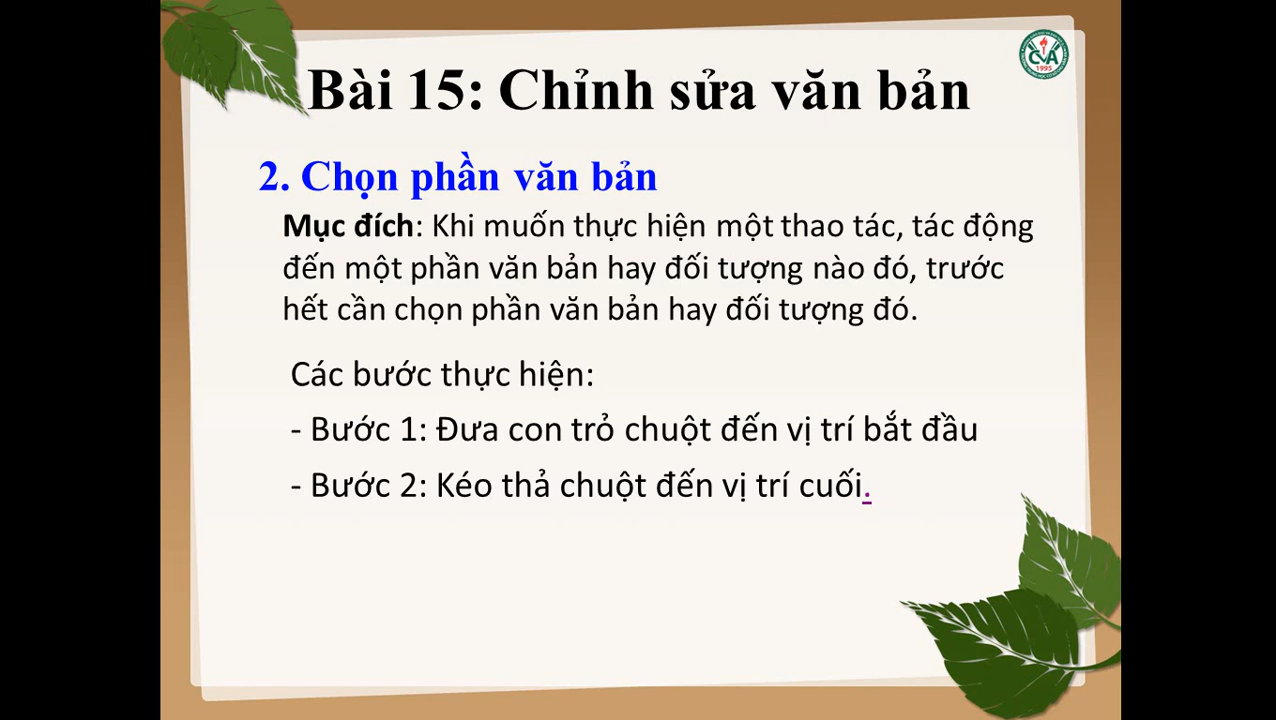 CVA
1995
Bài 15: Chỉnh sửa văn bản
2. Chọn phần văn bản
Mục đích: Khi muốn thực hiện một thao tác, tác động
đến một phần văn bản hay đối tượng nào đó, trước
hết cần chọn phần văn bản hay đối tượng đó.
Các bước thực hiện:
- Bước 1: Đưa con trỏ chuột đến vị trí bắt đầu
- Bước 2: Kéo thả chuột đến vị trí cuối.